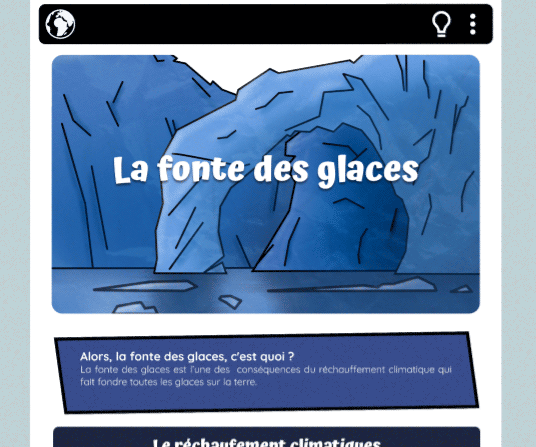 La fonte des glaces
Alors, la fonte des glaces, c'est quoi ?
La fonte des glaces est l'une des conséquences du réchauffement climatique qui
fait fondre toutes les glaces sur la terre.
Le réchaufement climatiques